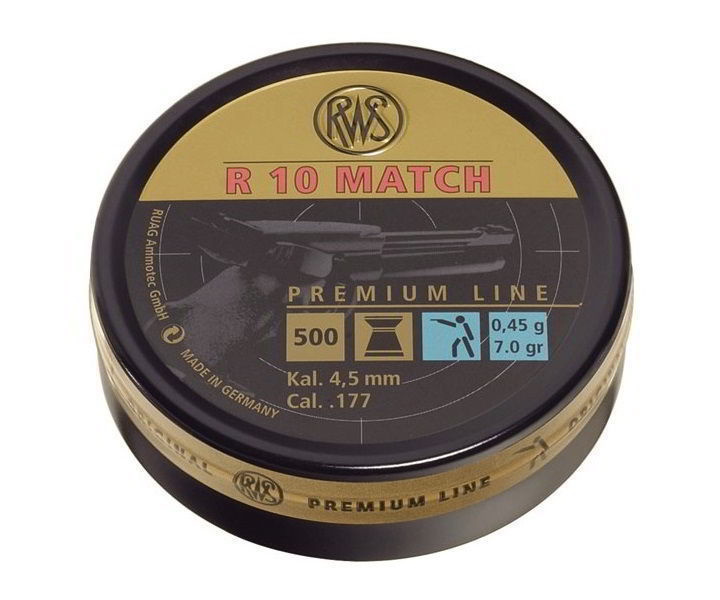 RWS
R 10 MATCH
RUAG Ammotec GmbH
MADE IN GERMANY
PREMIUM LINE
500
0,45 g
7.0 gr
Kal. 4,5 mm
Cal. .177
RWS
PREMIUM LINE